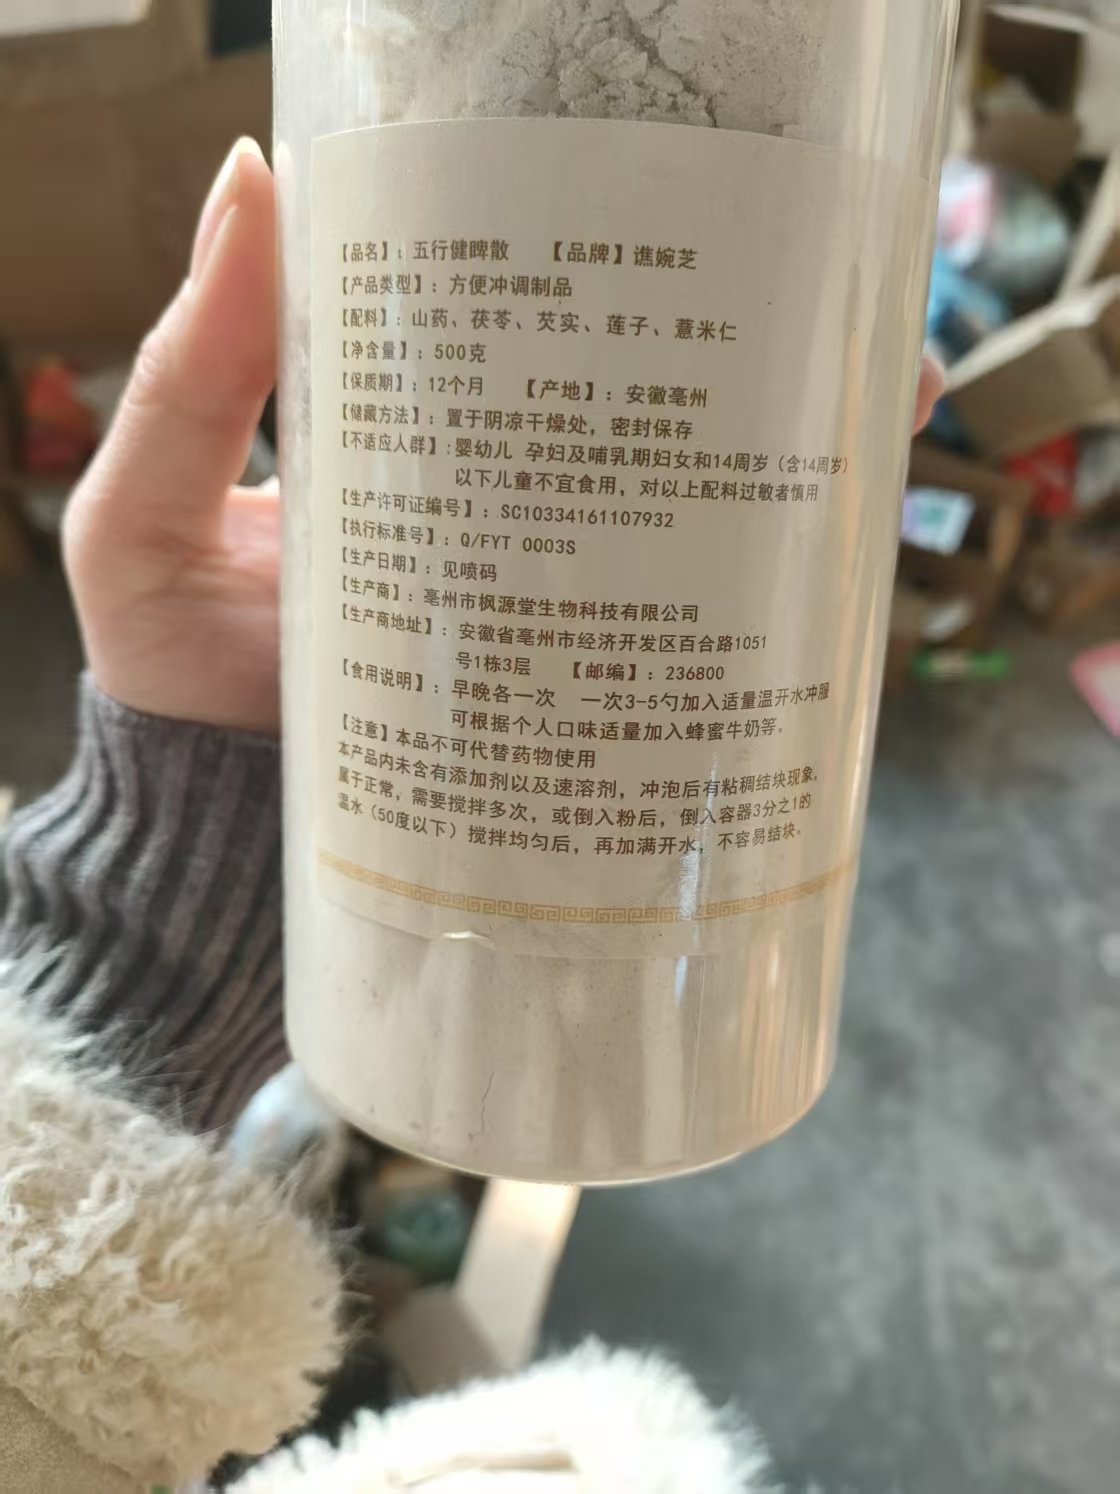 【品名】：五行健睥散 【品牌】谯婉芝
【产品类型】：方便冲调制品
【配料】：山药、茯苓、芡实、莲子、薏米仁
【净含量】：500克
【保质期】：12个月 【产地】：安徽亳州
【储藏方法】：置于阴凉干燥处，密封保存
【不适应人群】：婴幼儿 孕妇及哺乳期妇女和14周岁（含14周岁）
以下儿童不宜食用，对以上配料过敏者慎用
【生产许可证编号】：SC10334161107932
【执行标准号】：Q/FYT 0003S
【生产日期】：见喷码
【生产商】：亳州市枫源堂生物科技有限公司
【生产商地址】：安徽省亳州市经济开发区百合路1051
号1栋3层 【邮编】：236800
【食用说明】：早晚各一次 一次3-5勺加入适量温开水冲服
可根据个人口味适量加入蜂蜜牛奶等。
【注意】本品不可代替药物使用
本产品内未含有添加剂以及速溶剂，冲泡后有粘稠结块现象，
属于正常，需要搅拌多次，或倒入粉后，倒入容器3分之1的
温水（50度以下）搅拌均匀后，再加满开水，不容易结块。